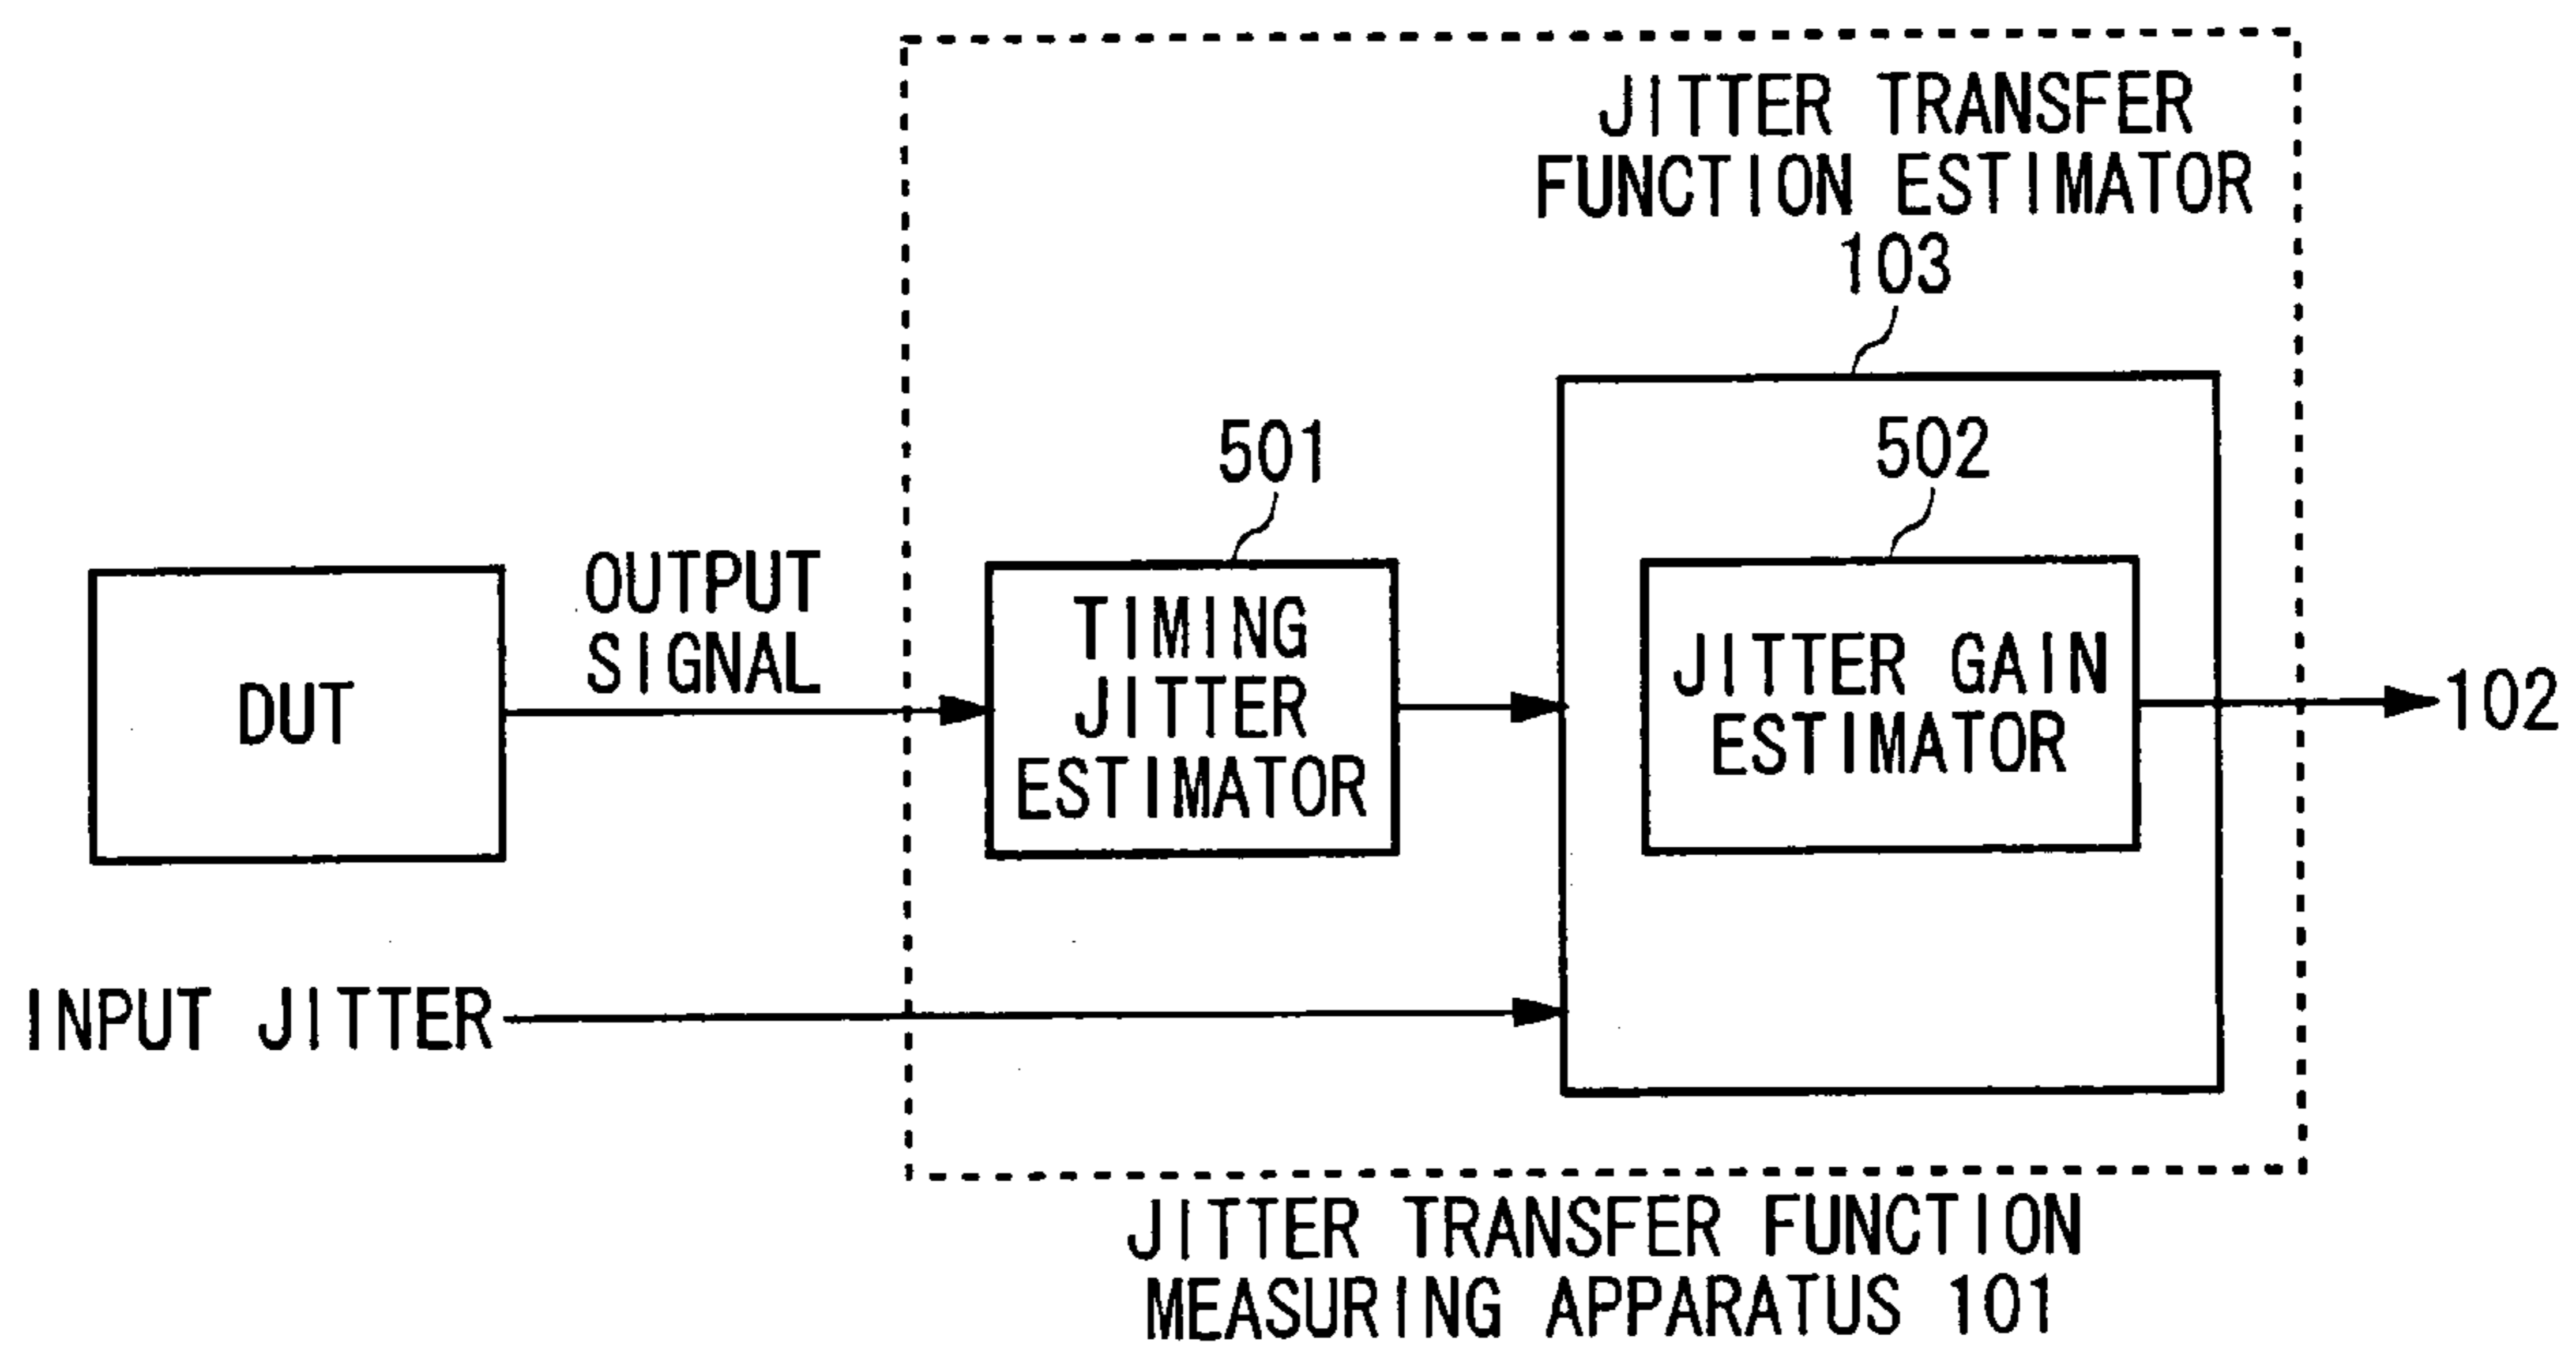 JITTER TRANSFER
FUNCTION ESTIMATOR
103
501
502
DUT
OUTPUT
SIGNAL
TIMING
JITTER
ESTIMATOR
JITTER GAIN
ESTIMATOR
102
INPUT JITTER
JITTER TRANSFER FUNCTION
MEASURING APPARATUS 101